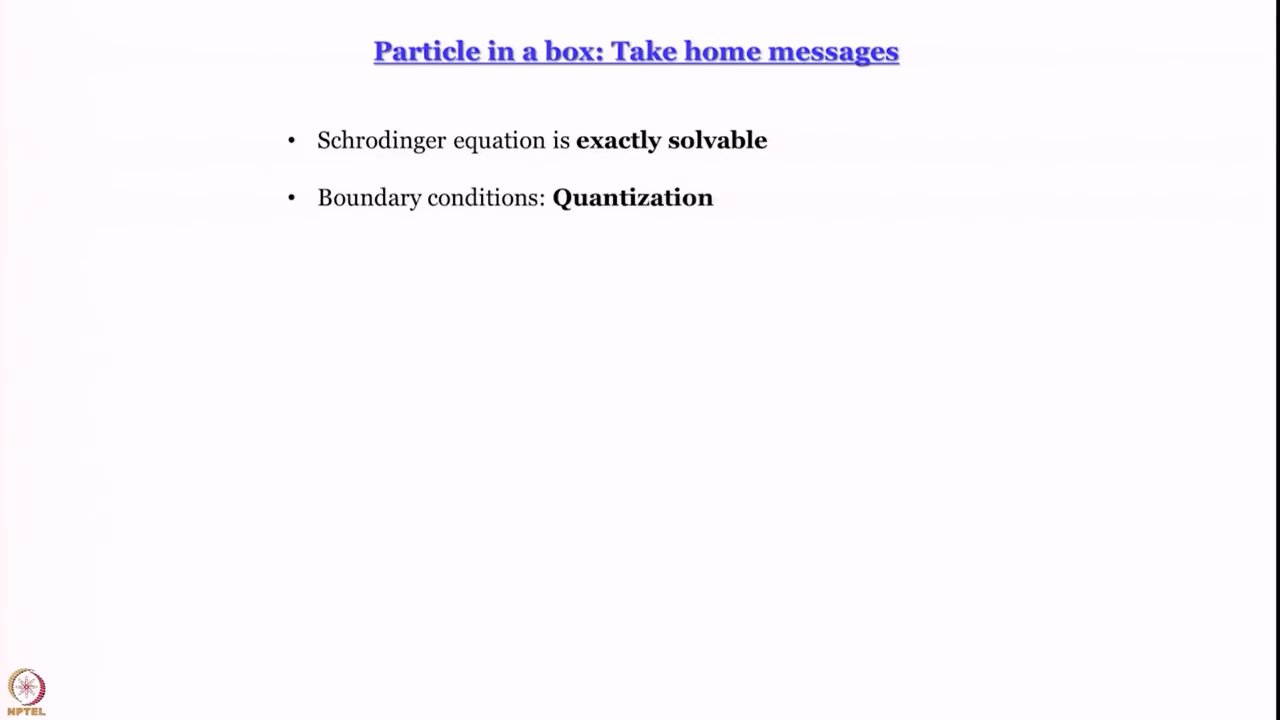 Particle in a box: Take home messages
• Schrodinger equation is exactly solvable
• Boundary conditions: Quantization
NPTEL